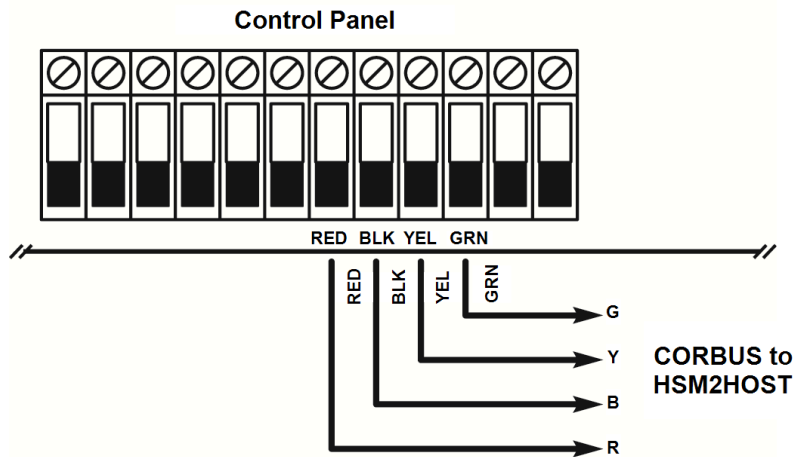 Control Panel
RED BLK YEL GRN
RED
BLK
YEL
GRN
G
Y
B
R
CORBUS to
HSM2HOST